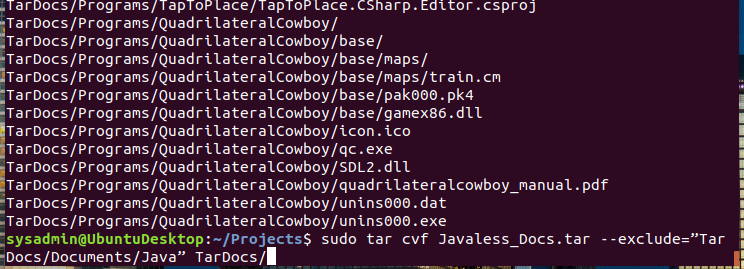 TarDocs/Programs/TapToPlace/TapToPlace.CSharp.Editor.csproj
TarDocs/Programs/QuadrilateralCowboy/
TarDocs/Programs/QuadrilateralCowboy/base/
TarDocs/Programs/QuadrilateralCowboy/base/maps/
TarDocs/Programs/QuadrilateralCowboy/base/maps/train.cm
TarDocs/Programs/QuadrilateralCowboy/base/pak000.pk4
TarDocs/Programs/QuadrilateralCowboy/base/gamex86.dll
TarDocs/Programs/QuadrilateralCowboy/icon.ico
TarDocs/Programs/QuadrilateralCowboy/qc.exe
TarDocs/Programs/QuadrilateralCowboy/SDL2.dll
TarDocs/Programs/QuadrilateralCowboy/quadrilateralcowboy_manual.pdf
TarDocs/Programs/QuadrilateralCowboy/unins000.dat
TarDocs/Programs/QuadrilateralCowboy/unins000.exe
sysadmin@UbuntuDesktop:~/Projects$ sudo tar cvf Javaless_Docs.tar --exclude=”Tar
Docs/Documents/Java” TarDocs/